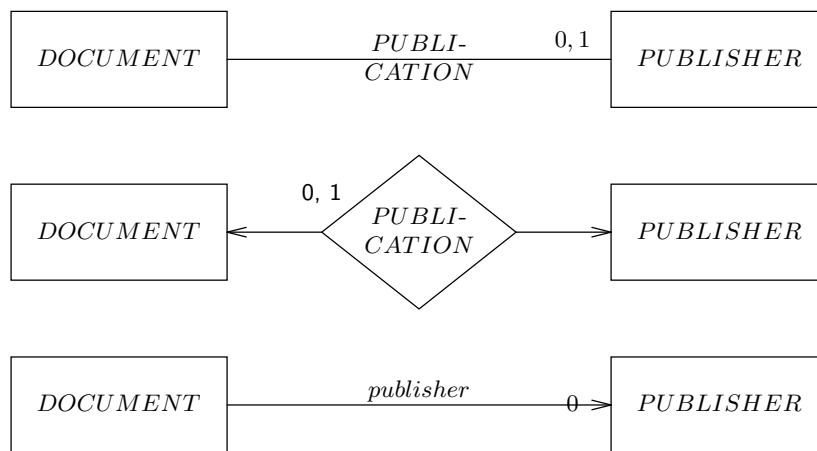 DOCUMENT PUBLI-
CATION 0, 1 PUBLISHER
DOCUMENT 0, 1 PUBLI-
CATION PUBLISHER
DOCUMENT publisher 0 PUBLISHER